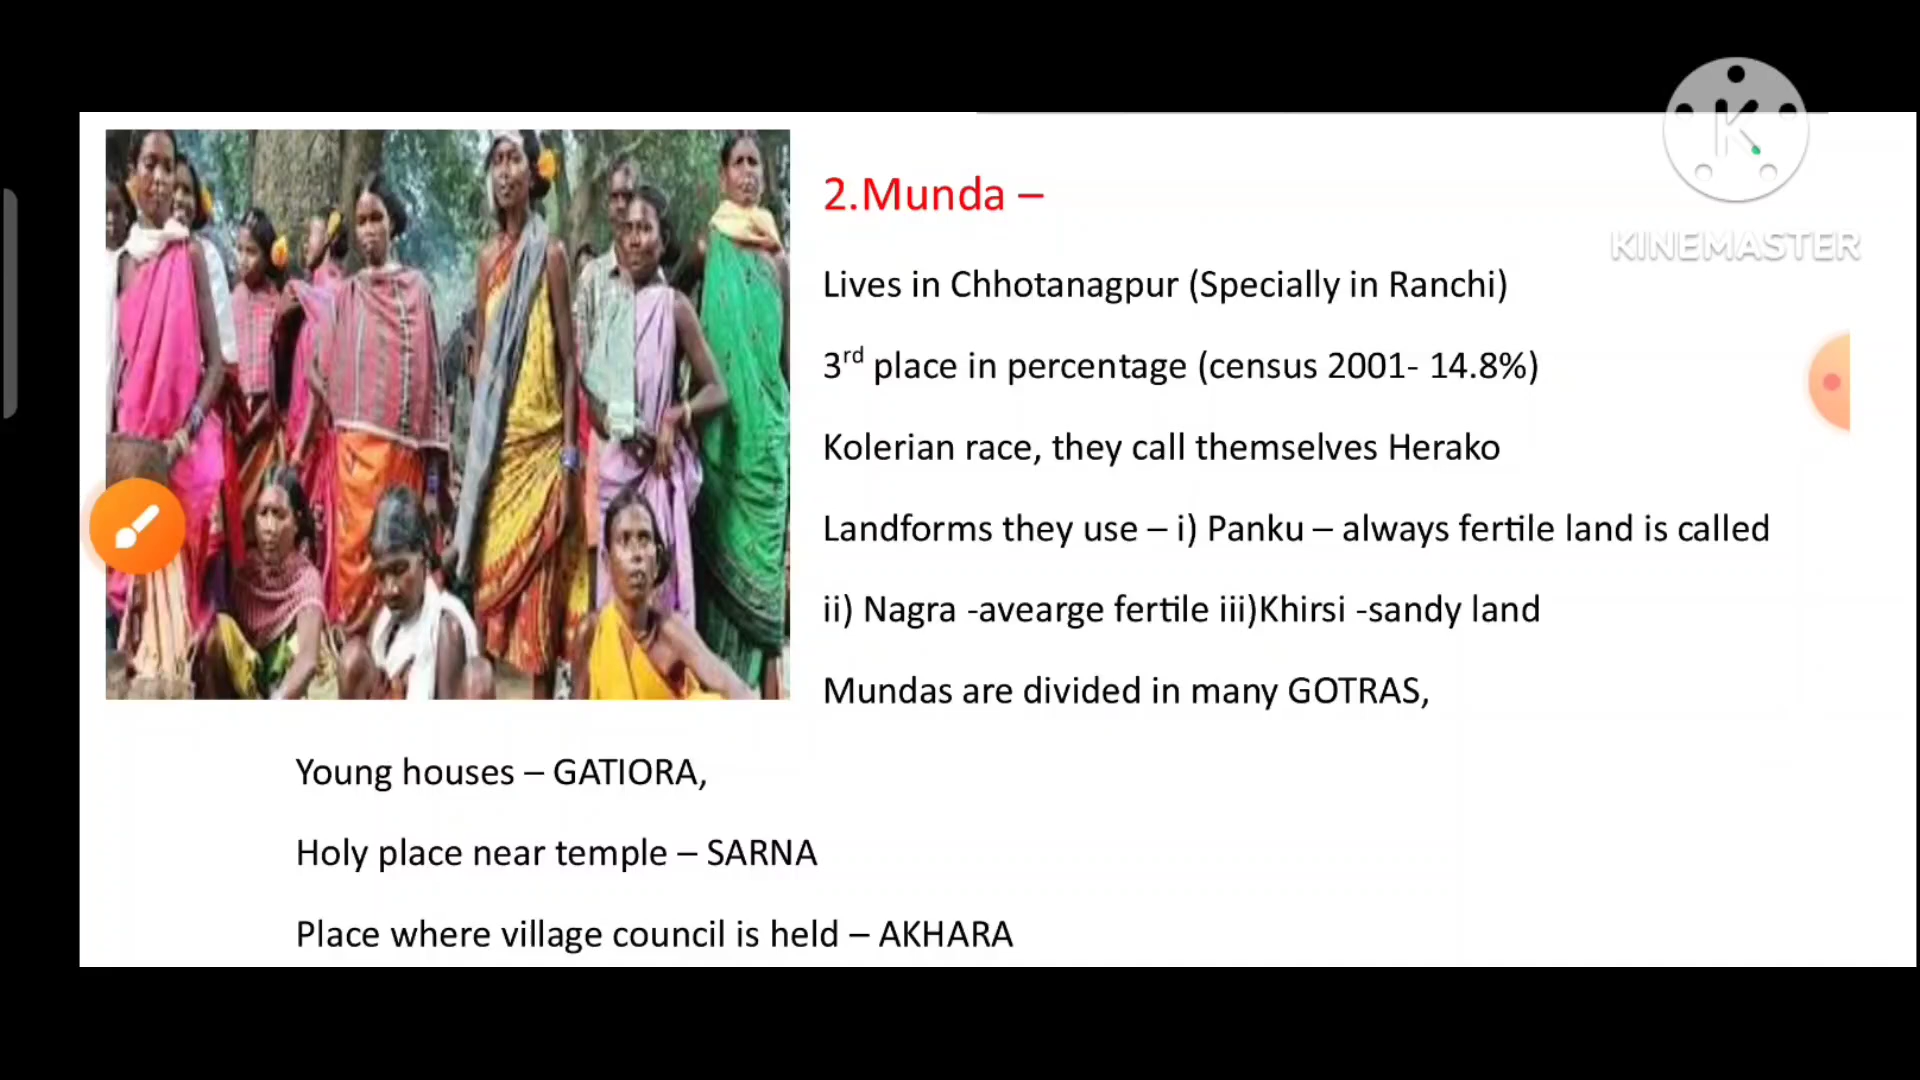 KINEMASTER
2.Munda –
Lives in Chhotanagpur (Specially in Ranchi)
3rd place in percentage (census 2001- 14.8%)
Kolerian race, they call themselves Herako
Landforms they use – i) Panku – always fertile land is called
ii) Nagra -avearge fertile iii)Khirsi -sandy land
Mundas are divided in many GOTRAS,
Young houses – GATIORA,
Holy place near temple – SARNA
Place where village council is held – AKHARA